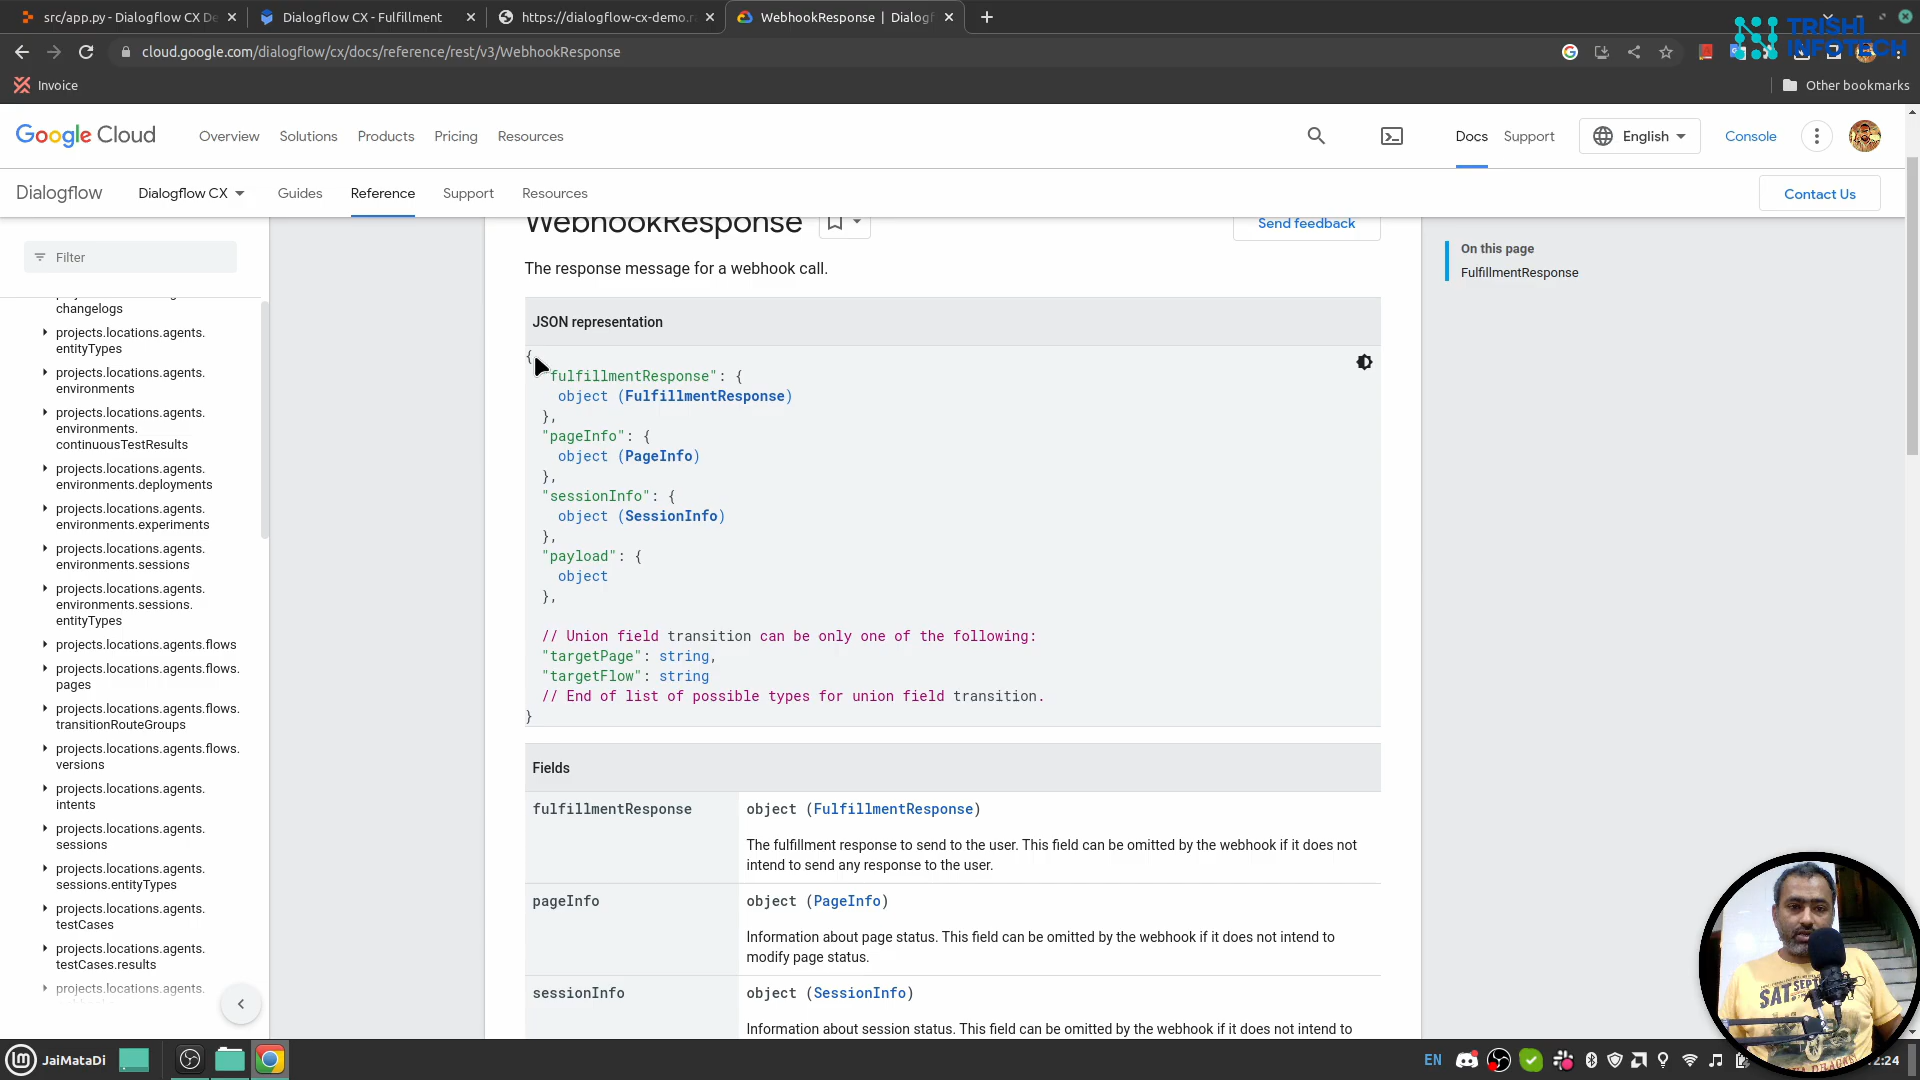 src/app.py - Dialogflow CX De
Dialogflow CX - Fulfillment
https://dialogflow-cx-demo.r
WebhookResponse | Dialogf
TRISHI
INFOTECH
cloud.google.com/dialogflow/cx/docs/reference/rest/v3/WebhookResponse
Invoice
Other bookmarks
Google Cloud
Overview
Solutions
Products
Pricing
Resources
Docs
Support
English
Console
Dialogflow
Dialogflow CX
Guides
Reference
Support
Resources
Contact Us
Filter
changelogs
projects.locations.agents.
entityTypes
projects.locations.agents.
environments
projects.locations.agents.
environments.
continuousTestResults
projects.locations.agents.
environments.deployments
projects.locations.agents.
environments.experiments
projects.locations.agents.
environments.sessions
projects.locations.agents.
environments.sessions.
entityTypes
projects.locations.agents.flows
projects.locations.agents.flows.
pages
projects.locations.agents.flows.
transitionRouteGroups
projects.locations.agents.flows.
versions
projects.locations.agents.
intents
projects.locations.agents.
sessions
projects.locations.agents.
sessions.entityTypes
projects.locations.agents.
testCases
projects.locations.agents.
testCases.results
projects.locations.agents.
WebhookResponse
Send feedback
The response message for a webhook call.
JSON representation
{
"fulfillmentResponse": {
object (FulfillmentResponse)
},
"pageInfo": {
object (PageInfo)
},
"sessionInfo": {
object (SessionInfo)
},
"payload": {
object
},
// Union field transition can be only one of the following:
"targetPage": string,
"targetFlow": string
// End of list of possible types for union field transition.
}
Fields
fulfillmentResponse
object (FulfillmentResponse)
The fulfillment response to send to the user. This field can be omitted by the webhook if it does not
intend to send any response to the user.
pageInfo
object (PageInfo)
Information about page status. This field can be omitted by the webhook if it does not intend to
modify page status.
sessionInfo
object (SessionInfo)
Information about session status. This field can be omitted by the webhook if it does not intend to
On this page
FulfillmentResponse
SAT SEPT
JaiMataDi
EN
2:24